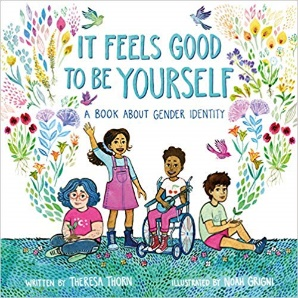 IT FEELS GOOD
TO BE YOURSELF
A BOOK ABOUT GENDER IDENTITY
WRITTEN BY THERESA THORN
ILLUSTRATED BY NOAH GRIGNI